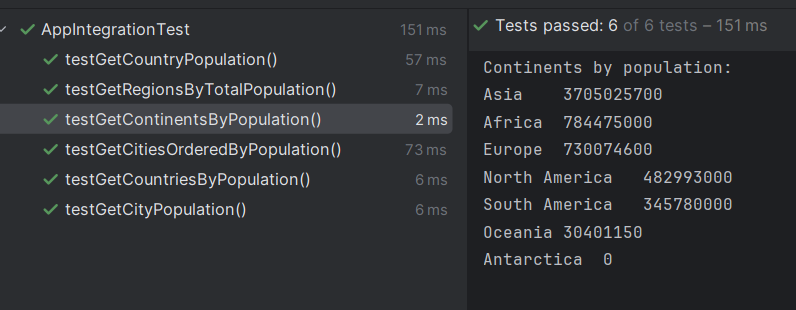 AppIntegrationTest 151 ms
testGetCountryPopulation() 57 ms
testGetRegionsByTotalPopulation() 7 ms
testGetContinentsByPopulation() 2 ms
testGetCitiesOrderedByPopulation() 73 ms
testGetCountriesByPopulation() 6 ms
testGetCityPopulation() 6 ms
Tests passed: 6 of 6 tests – 151 ms
Continents by population:
Asia 3705025700
Africa 784475000
Europe 730074600
North America 482993000
South America 345780000
Oceania 30401150
Antarctica 0